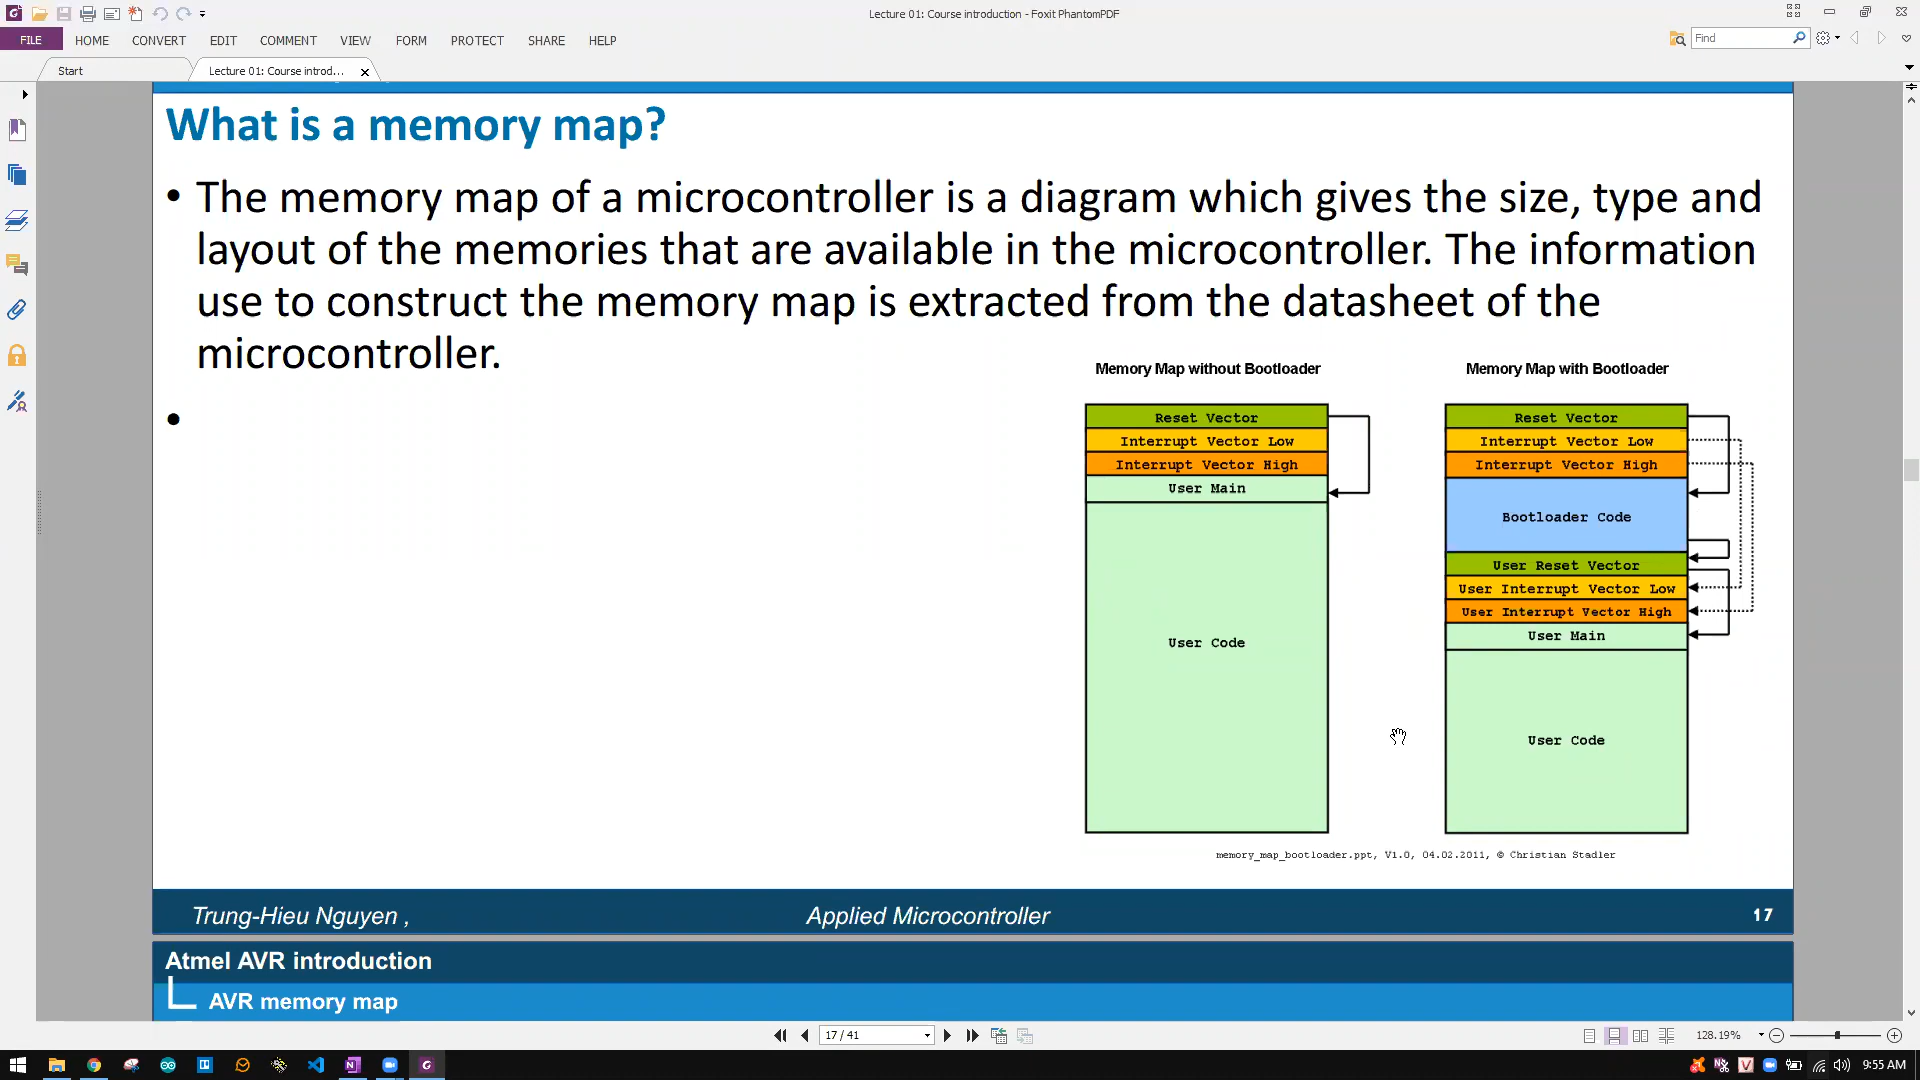 Lecture 01: Course introduction - Foxit PhantomPDF
FILE HOME CONVERT EDIT COMMENT VIEW FORM PROTECT SHARE HELP
Find
Start
Lecture 01: Course introd...
What is a memory map?
• The memory map of a microcontroller is a diagram which gives the size, type and
layout of the memories that are available in the microcontroller. The information
use to construct the memory map is extracted from the datasheet of the
microcontroller.
•
Memory Map without Bootloader
Reset Vector
Interrupt Vector Low
Interrupt Vector High
User Main
User Code
Memory Map with Bootloader
Reset Vector
Interrupt Vector Low
Interrupt Vector High
Bootloader Code
User Reset Vector
User Interrupt Vector Low
User Interrupt Vector High
User Main
User Code
memory_map_bootloader.ppt, V1.0, 04.02.2011, © Christian Stadler
Trung-Hieu Nguyen ,
Applied Microcontroller
17
Atmel AVR introduction
AVR memory map
17 / 41
128.19%
9:55 AM